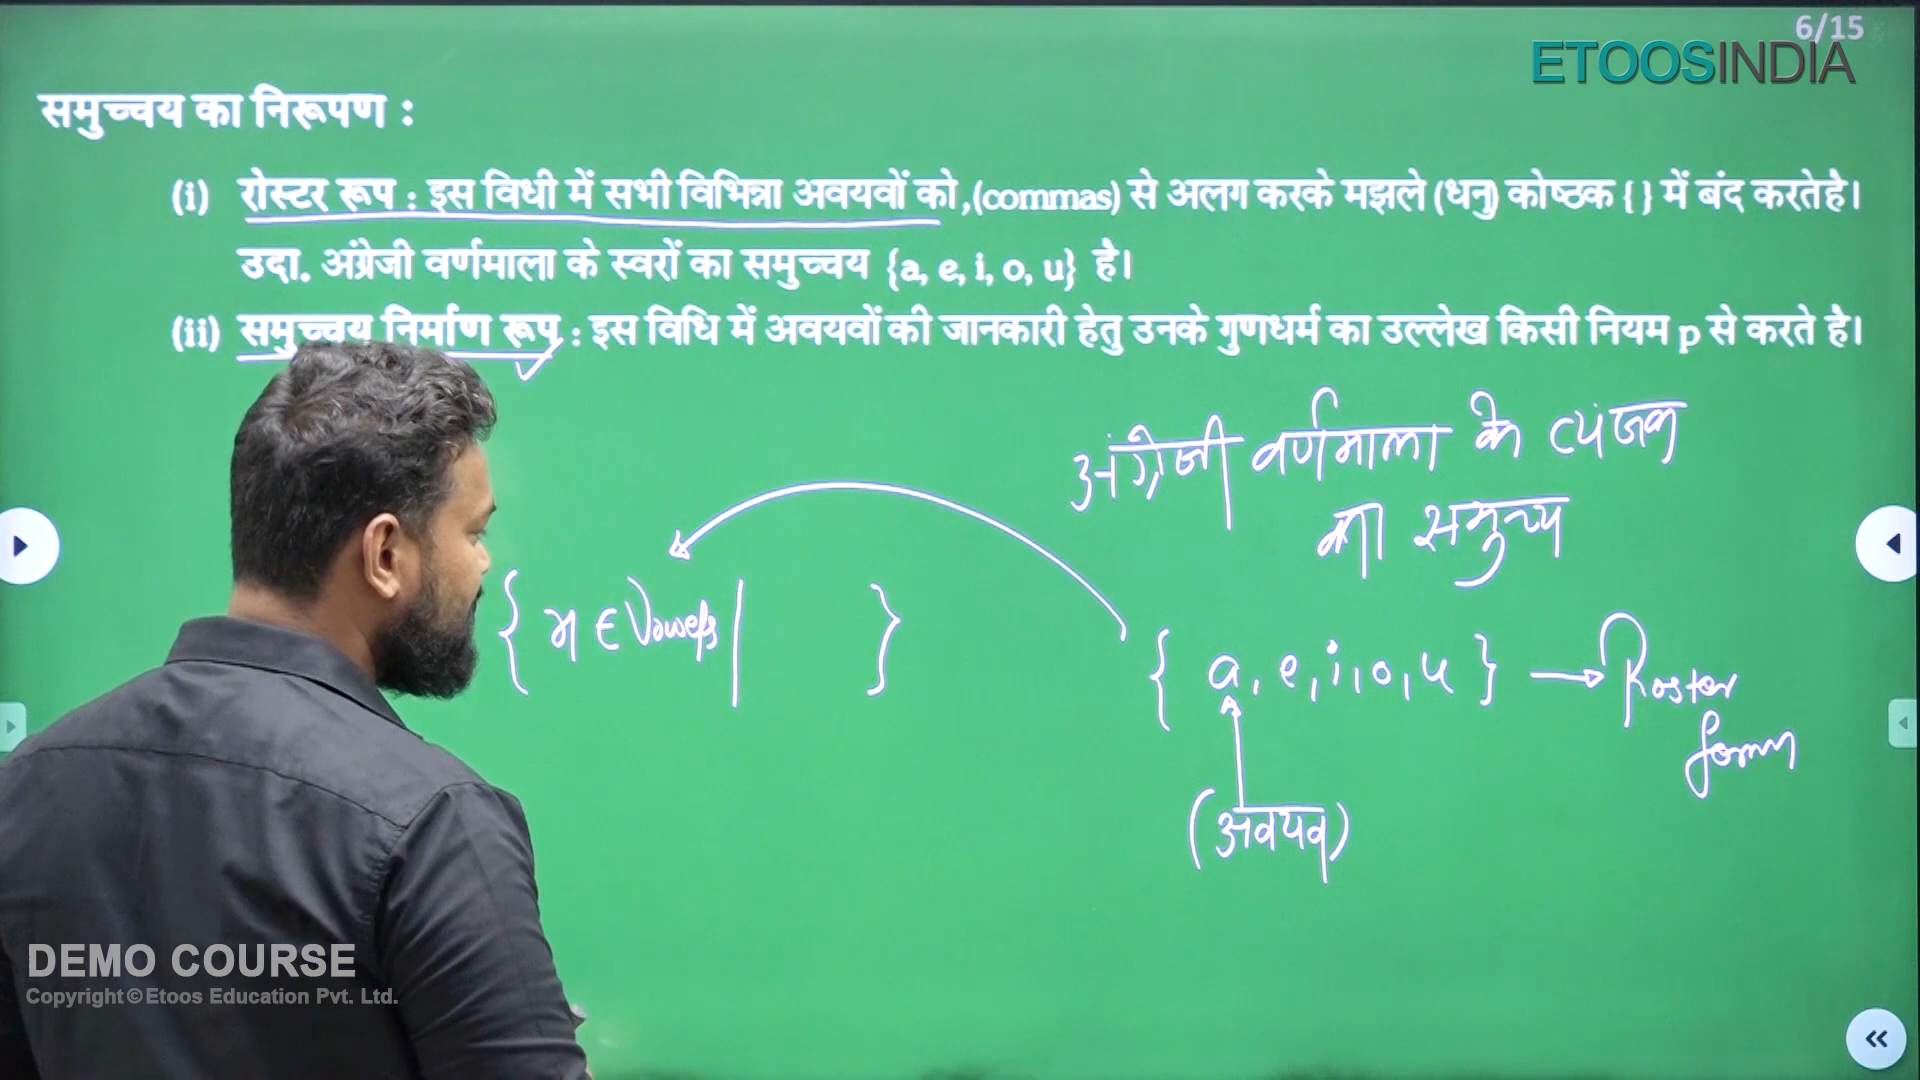 6/15
ETOOSINDIA
समुच्चय का निरूपण :
(i) रोस्टर रूप : इस विधी में सभी विभिन्न अवयवों को ,(commas) से अलग करके मझले (धनु) कोष्ठक { } में बंद करते है।
उदा. अंग्रेजी वर्णमाला के स्वरों का समुच्चय {a, e, i, o, u} है।
(ii) समुच्चय निर्माण रूप : इस विधि में अवयवों की जानकारी हेतु उनके गुणधर्म का उल्लेख किसी नियम p से करते है।
अंग्रेजी वर्णमाला के व्यंजक
का समुच्य
{ x ∈ Vowels | }
{ a, e, i, o, u } → Roster
form
(अवयव)
DEMO COURSE
Copyright © Etoos Education Pvt. Ltd.